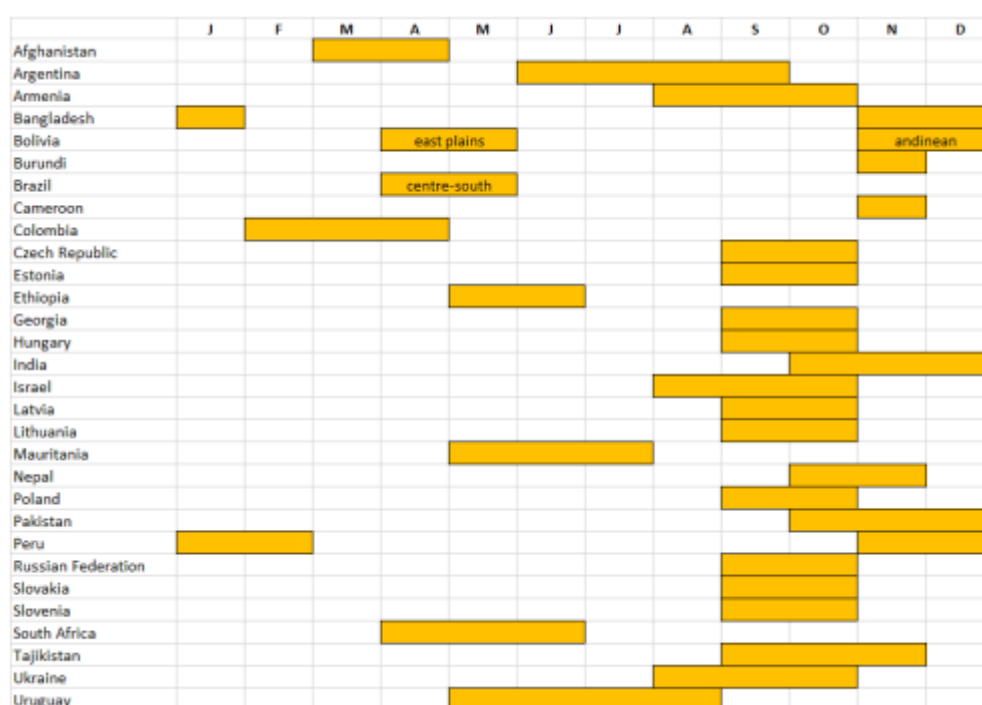 J F M A M J J A S O N D
Afghanistan
Argentina
Armenia
Bangladesh
Bolivia east plains andinean
Burundi
Brazil centre-south
Cameroon
Colombia
Czech Republic
Estonia
Ethiopia
Georgia
Hungary
India
Israel
Latvia
Lithuania
Mauritania
Nepal
Poland
Pakistan
Peru
Russian Federation
Slovakia
Slovenia
South Africa
Tajikistan
Ukraine
Uruguay